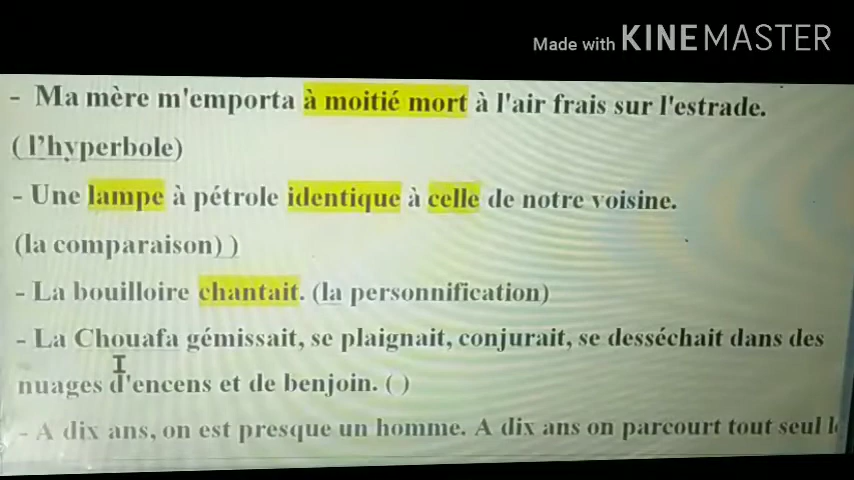 Made with KINEMASTER
- Ma mère m'emporta à moitié mort à l'air frais sur l'estrade.
( l'hyperbole)
- Une lampe à pétrole identique à celle de notre voisine.
(la comparaison) )
- La bouilloire chantait. (la personnification)
- La Chouafa gémissait, se plaignait, conjurait, se desséchait dans des
nuages d'encens et de benjoin. ( )
- A dix ans, on est presque un homme. A dix ans on parcourt tout seul